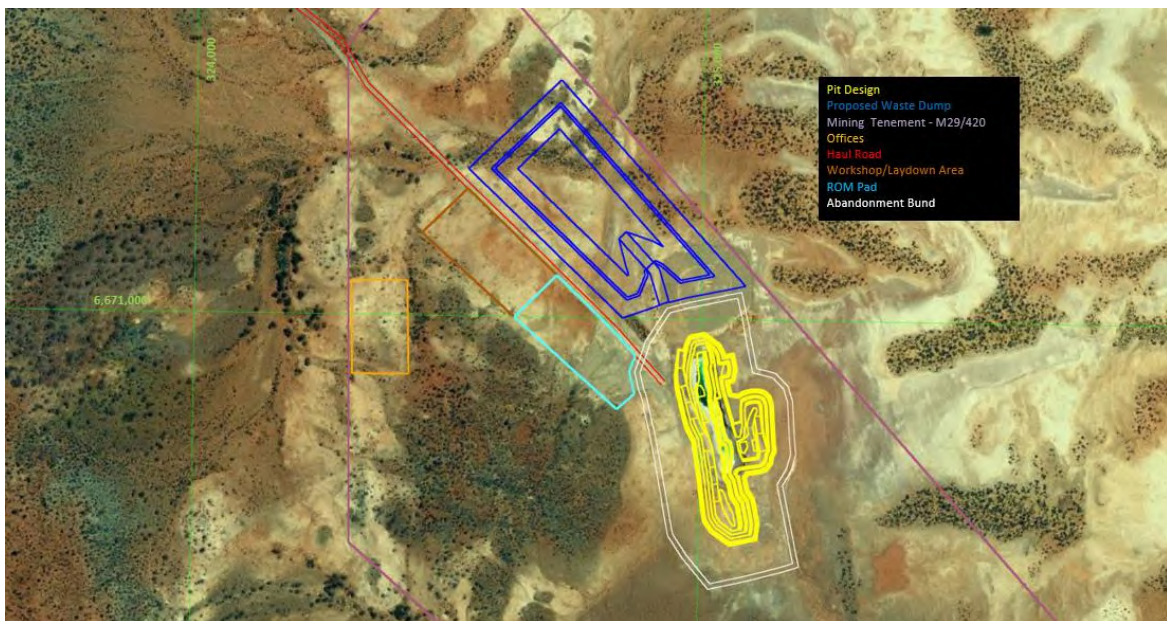 524,000
Pit Design
Proposed Waste Dump
Mining Tenement - M29/420
Offices
Haul Road
Workshop/Laydown Area
ROM Pad
Abandonment Bund
6,671,000